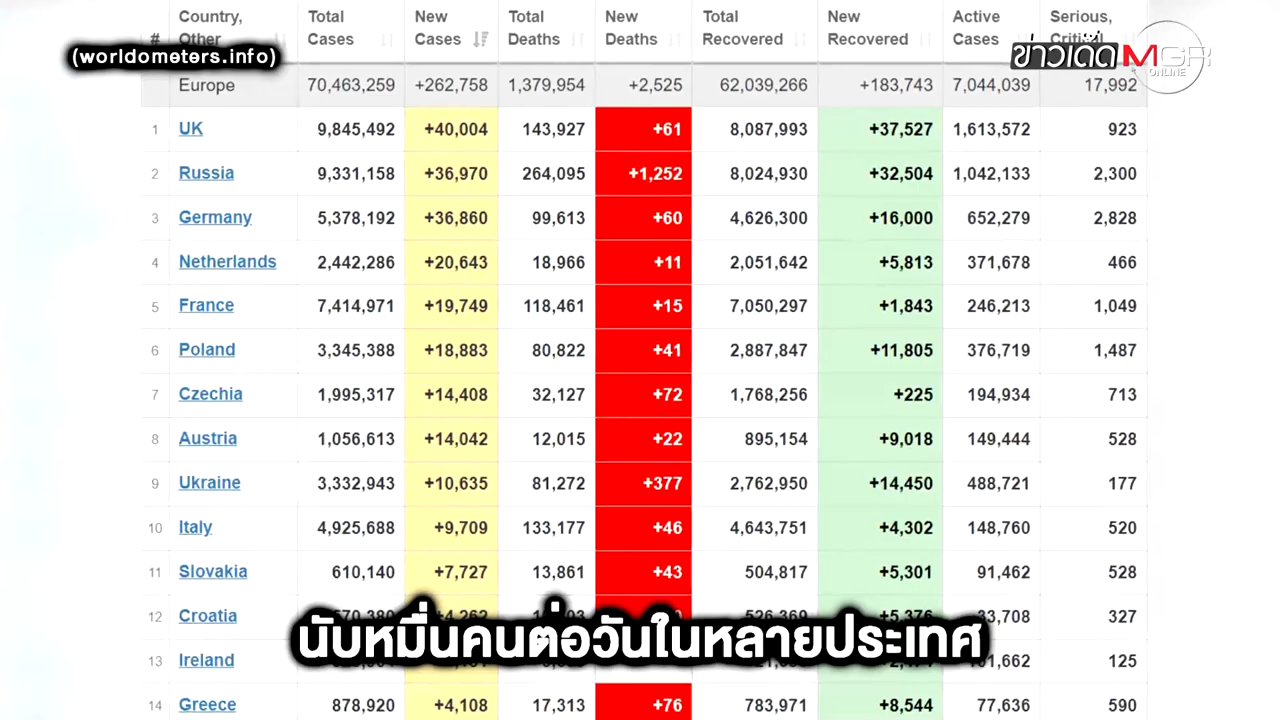 Country, Other Total Cases New Cases Total Deaths New Deaths Total Recovered New Recovered Active Cases Serious, Critical
#
(worldometers.info)
ข่าวเด็ด MGR ONLINE
Europe 70,463,259 +262,758 1,379,954 +2,525 62,039,266 +183,743 7,044,039 17,992
1 UK 9,845,492 +40,004 143,927 +61 8,087,993 +37,527 1,613,572 923
2 Russia 9,331,158 +36,970 264,095 +1,252 8,024,930 +32,504 1,042,133 2,300
3 Germany 5,378,192 +36,860 99,613 +60 4,626,300 +16,000 652,279 2,828
4 Netherlands 2,442,286 +20,643 18,966 +11 2,051,642 +5,813 371,678 466
5 France 7,414,971 +19,749 118,461 +15 7,050,297 +1,843 246,213 1,049
6 Poland 3,345,388 +18,883 80,822 +41 2,887,847 +11,805 376,719 1,487
7 Czechia 1,995,317 +14,408 32,127 +72 1,768,256 +225 194,934 713
8 Austria 1,056,613 +14,042 12,015 +22 895,154 +9,018 149,444 528
9 Ukraine 3,332,943 +10,635 81,272 +377 2,762,950 +14,450 488,721 177
10 Italy 4,925,688 +9,709 133,177 +46 4,643,751 +4,302 148,760 520
11 Slovakia 610,140 +7,727 13,861 +43 504,817 +5,301 91,462 528
12 Croatia 327
นับหมื่นคนต่อวันในหลายประเทศ
13 Ireland 125
14 Greece 878,920 +4,108 17,313 +76 783,971 +8,544 77,636 590